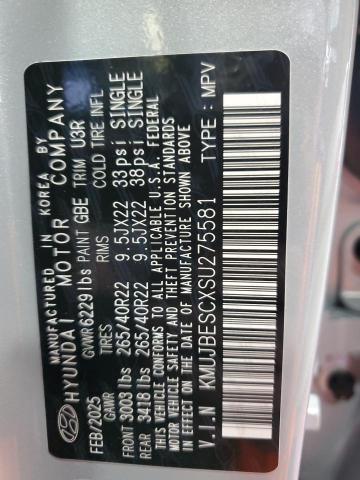 MANUFACTURED IN KOREA BY
HYUNDAI MOTOR COMPANY
GVWR 6229 lbs PAINT GBE TRIM U3R
FEB/2025 GAWR TIRES RIMS COLD TIRE INFL
FRONT 3003 lbs 265/40R22 9.5JX22 33psi SINGLE
REAR 3418 lbs 265/40R22 9.5JX22 38psi SINGLE
THIS VEHICLE CONFORMS TO ALL APPLICABLE U.S.A. FEDERAL
MOTOR VEHICLE SAFETY AND THEFT PREVENTION STANDARDS
IN EFFECT ON THE DATE OF MANUFACTURE SHOWN ABOVE
V.I.N KMUJBESCXSU275581 TYPE : MPV